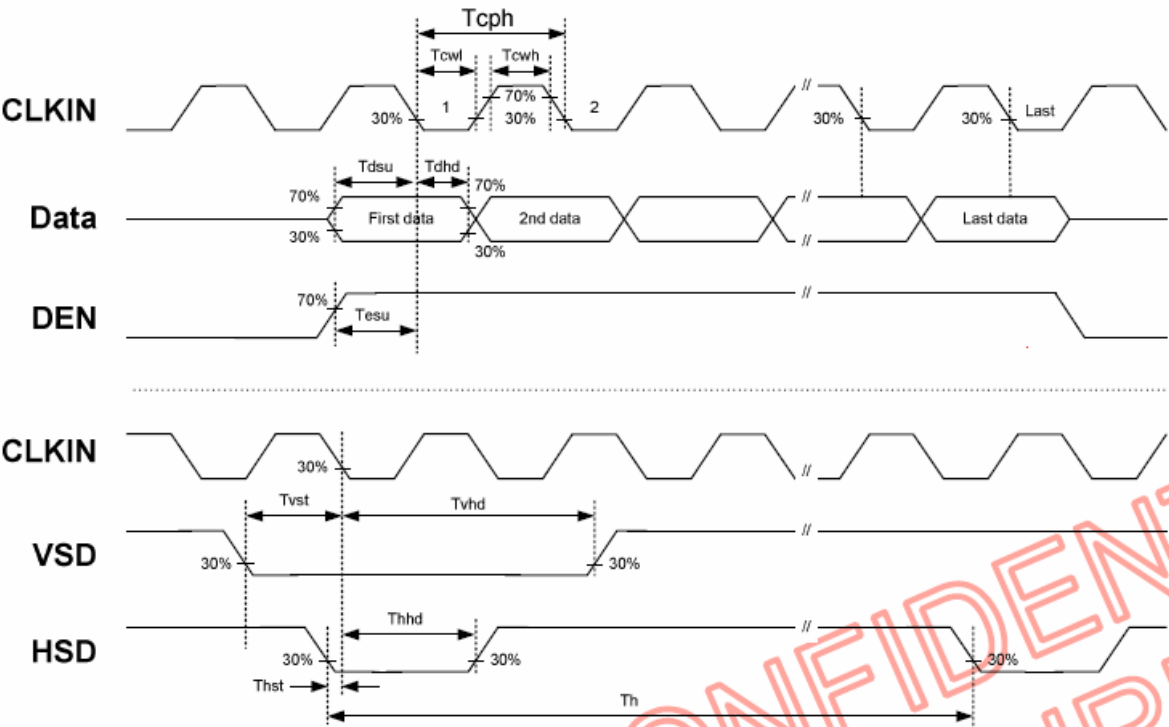 Tcph
Tcwl Tcwh
CLKIN 30% 1 70% 30% 2 // 30% 30% Last
Tdsu Tdhd
70% 70%
Data First data 2nd data // // Last data
30% 30%
DEN 70% //
Tesu
CLKIN 30% //
Tvst Tvhd //
VSD 30% 30%
Thhd //
HSD 30% 30% 30%
Thst
Th